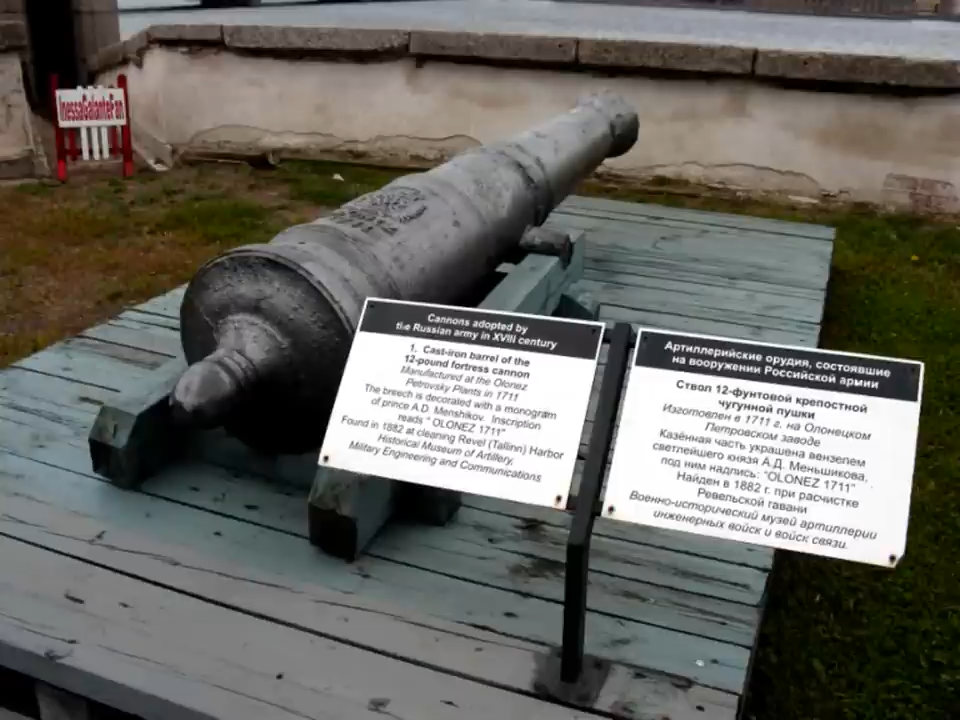 InessaGalantePan
Cannons adopted by
the Russian army in XVIII century
1. Cast-iron barrel of the
12-pound fortress cannon
Manufactured at the Olonez
Petrovsky Plants in 1711
The breech is decorated with a monogram
of prince A.D. Menshikov. Inscription
reads “ OLONEZ 1711”
Found in 1882 at cleaning Revel (Tallinn) Harbor
Historical Museum of Artillery,
Military Engineering and Communications
Артиллерийские орудия, состоявшие
на вооружении Российской армии
Ствол 12-фунтовой крепостной
чугунной пушки
Изготовлен в 1711 г. на Олонецком
Петровском заводе
Казённая часть украшена вензелем
светлейшего князя А.Д. Меньшикова,
под ним надпись: “OLONEZ 1711”
Найден в 1882 г. при расчистке
Ревельской гавани
Военно-исторический музей артиллерии
инженерных войск и войск связи.